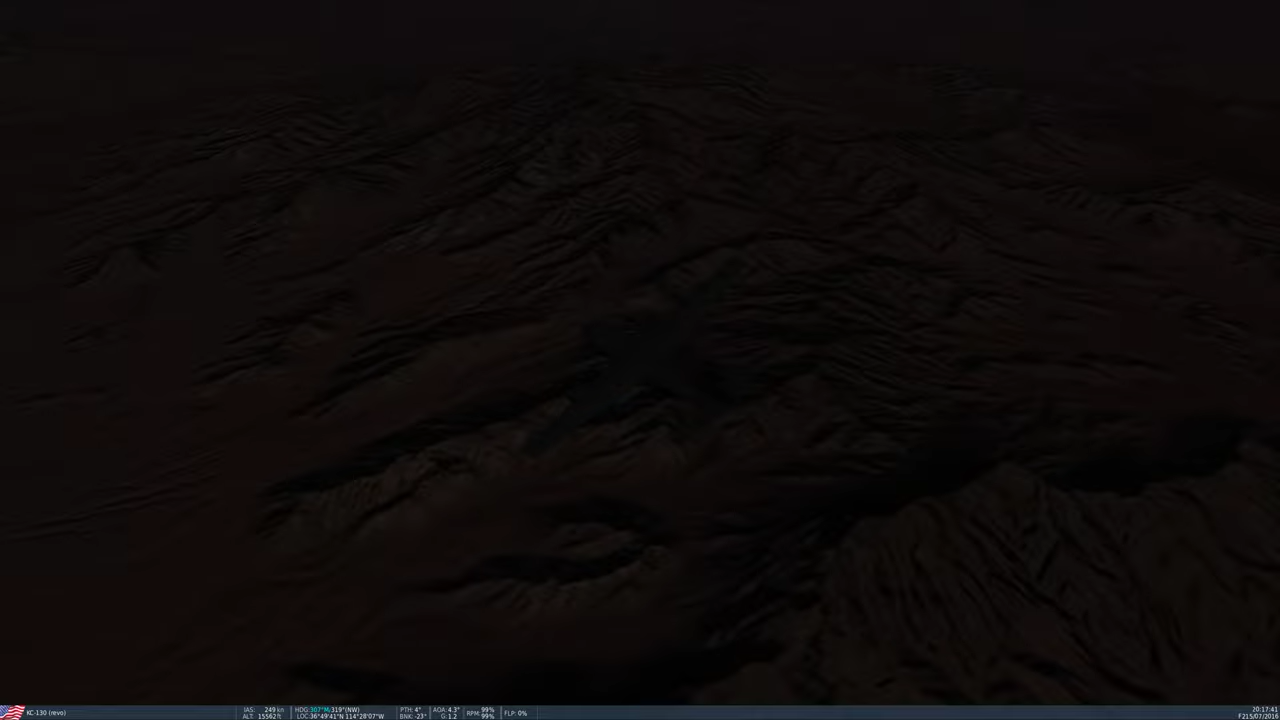 KC-130 (revo)
IAS: 249 kn
ALT: 15562 ft
HDG: 307°M/319°(NW)
LOC: 36°49'41"N 114°28'07"W
PTH: 4°
BNK: -23°
AOA: 4.3°
G: 1.2
RPM: 99%
99%
FLP: 0%
20:17:41